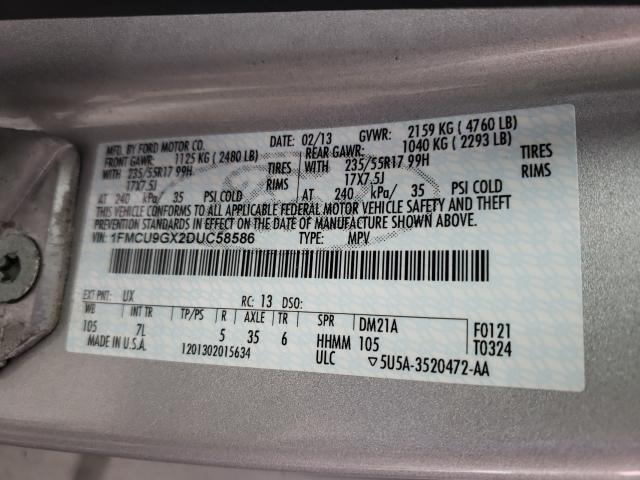 MFD. BY FORD MOTOR CO. DATE: 02/13 GVWR: 2159 KG ( 4760 LB)
FRONT GAWR: 1125 KG ( 2480 LB) REAR GAWR: 1040 KG ( 2293 LB)
WITH 235/55R17 99H TIRES WITH 235/55R17 99H TIRES
17X7.5J RIMS 17X7.5J RIMS
AT 240 kPa/ 35 PSI COLD AT 240 kPa/ 35 PSI COLD
THIS VEHICLE CONFORMS TO ALL APPLICABLE FEDERAL MOTOR VEHICLE SAFETY AND THEFT
PREVENTION STANDARDS IN EFFECT ON THE DATE OF MANUFACTURE SHOWN ABOVE.
VIN: 1FMCU9GX2DUC58586 TYPE: MPV
EXT PNT: UX RC: 13 DSO:
WB INT TR TP/PS R AXLE TR SPR DM21A F0121
105 7L 5 35 6 HHMM 105 T0324
MADE IN U.S.A. 1201302015634 ULC ▽5U5A-3520472-AA